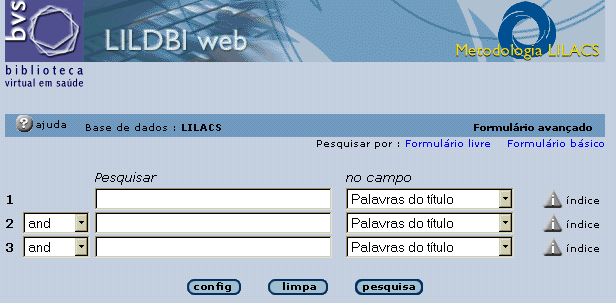 bvs
LILDBI web
Metodologia LILACS
biblioteca
virtual em saúde
? ajuda Base de dados : LILACS Formulário avançado
Pesquisar por : Formulário livre Formulário básico
Pesquisar no campo
1 Palavras do título índice
2 and Palavras do título índice
3 and Palavras do título índice
config limpa pesquisa